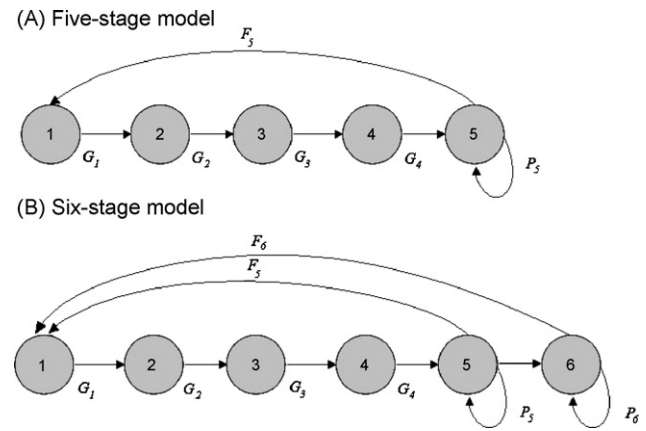 (A) Five-stage model
F5
1 2 3 4 5
G1 G2 G3 G4 P5
(B) Six-stage model
F6
F5
1 2 3 4 5 6
G1 G2 G3 G4 P5 P6